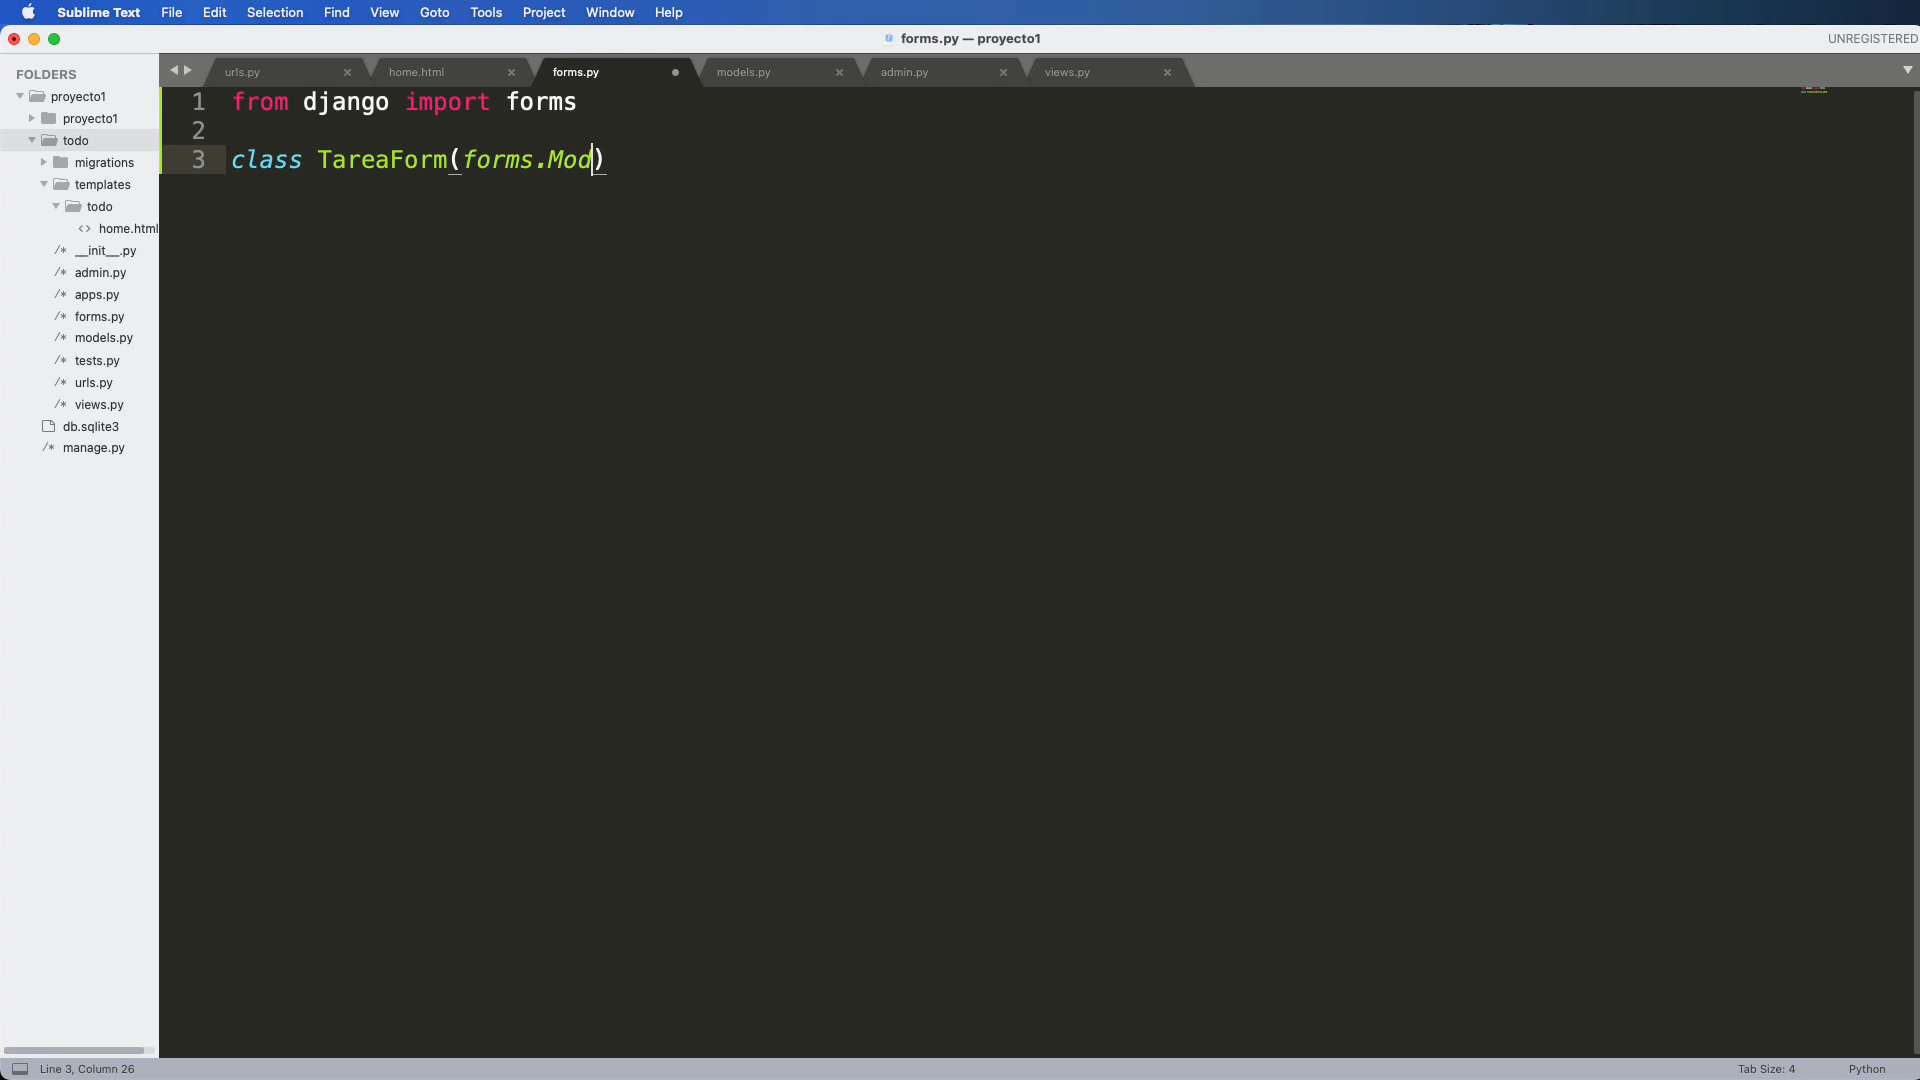 Sublime Text File Edit Selection Find View Goto Tools Project Window Help
forms.py — proyecto1
UNREGISTERED
FOLDERS
proyecto1
proyecto1
todo
migrations
templates
todo
home.html
/* __init__.py
/* admin.py
/* apps.py
/* forms.py
/* models.py
/* tests.py
/* urls.py
/* views.py
db.sqlite3
/* manage.py
urls.py home.html forms.py models.py admin.py views.py
1 from django import forms
2
3 class TareaForm(forms.Mod)
Line 3, Column 26
Tab Size: 4
Python